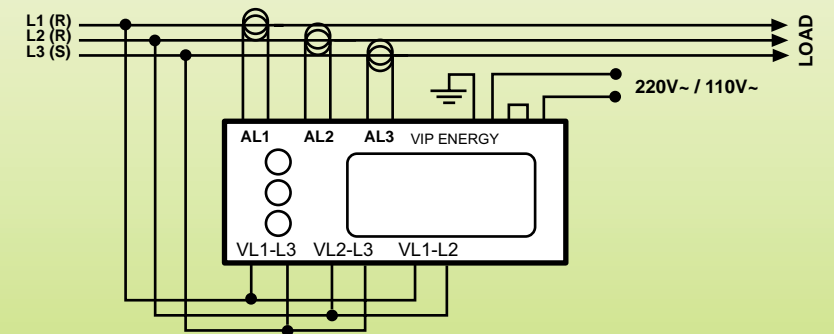 L1 (R)
L2 (R)
L3 (S)
LOAD
220V~ / 110V~
AL1 AL2 AL3 VIP ENERGY
VL1-L3 VL2-L3 VL1-L2